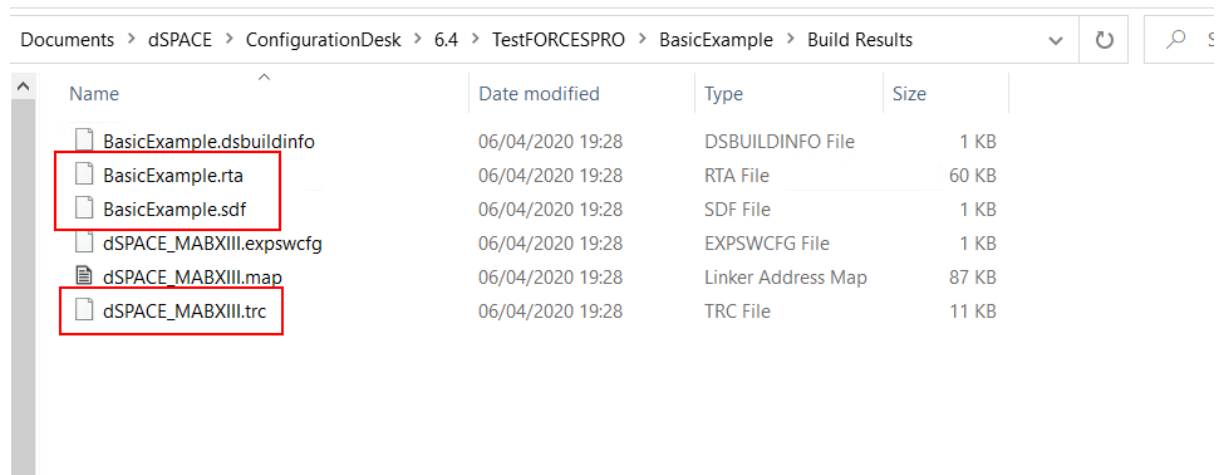 Documents > dSPACE > ConfigurationDesk > 6.4 > TestFORCESPRO > BasicExample > Build Results
Name Date modified Type Size
BasicExample.dsbuildinfo 06/04/2020 19:28 DSBUILDINFO File 1 KB
BasicExample.rta 06/04/2020 19:28 RTA File 60 KB
BasicExample.sdf 06/04/2020 19:28 SDF File 1 KB
dSPACE_MABXIII.expswcfg 06/04/2020 19:28 EXPSWCFG File 1 KB
dSPACE_MABXIII.map 06/04/2020 19:28 Linker Address Map 87 KB
dSPACE_MABXIII.trc 06/04/2020 19:28 TRC File 11 KB